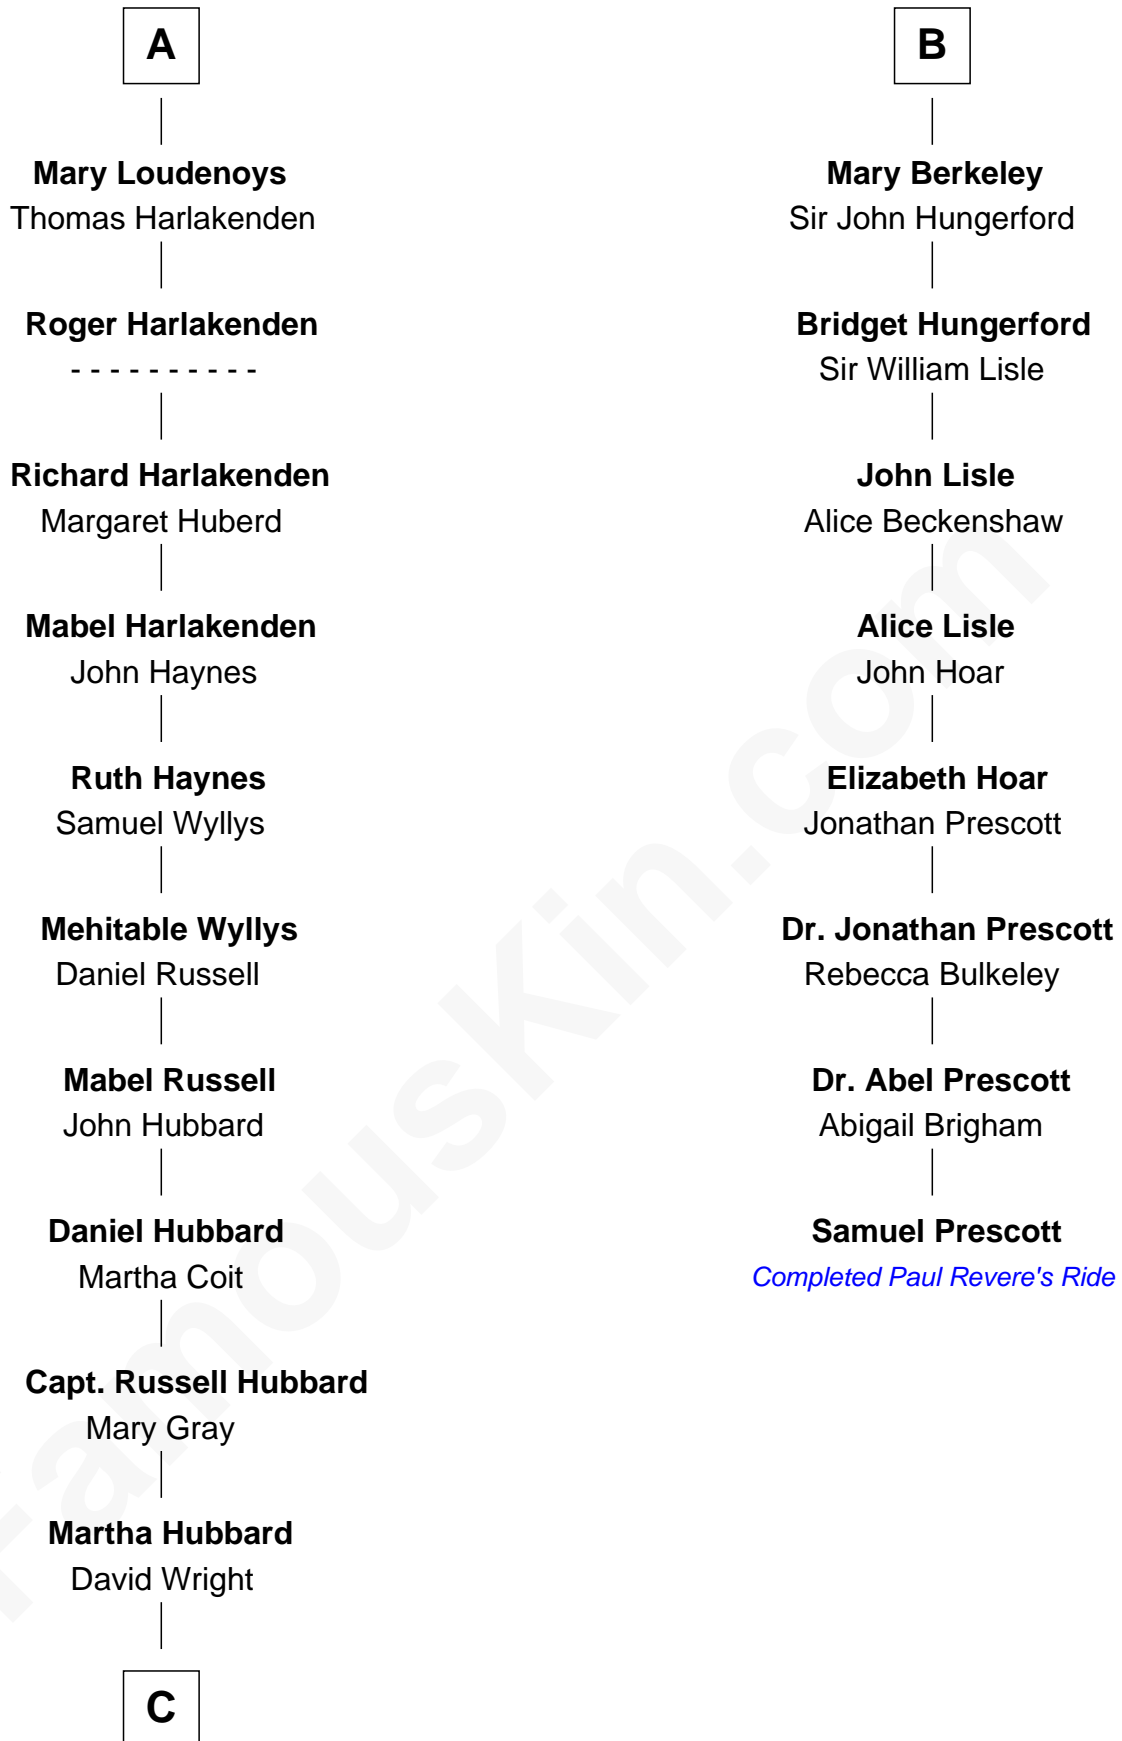 A
Mary Loudenoys
Thomas Harlakenden
Roger Harlakenden
- - - - - - - - - -
Richard Harlakenden
Margaret Huberd
Mabel Harlakenden
John Haynes
Ruth Haynes
Samuel Wyllys
Mehitable Wyllys
Daniel Russell
Mabel Russell
John Hubbard
Daniel Hubbard
Martha Coit
Capt. Russell Hubbard
Mary Gray
Martha Hubbard
David Wright
C
B
Mary Berkeley
Sir John Hungerford
Bridget Hungerford
Sir William Lisle
John Lisle
Alice Beckenshaw
Alice Lisle
John Hoar
Elizabeth Hoar
Jonathan Prescott
Dr. Jonathan Prescott
Rebecca Bulkeley
Dr. Abel Prescott
Abigail Brigham
Samuel Prescott
Completed Paul Revere's Ride
FamousKin.com